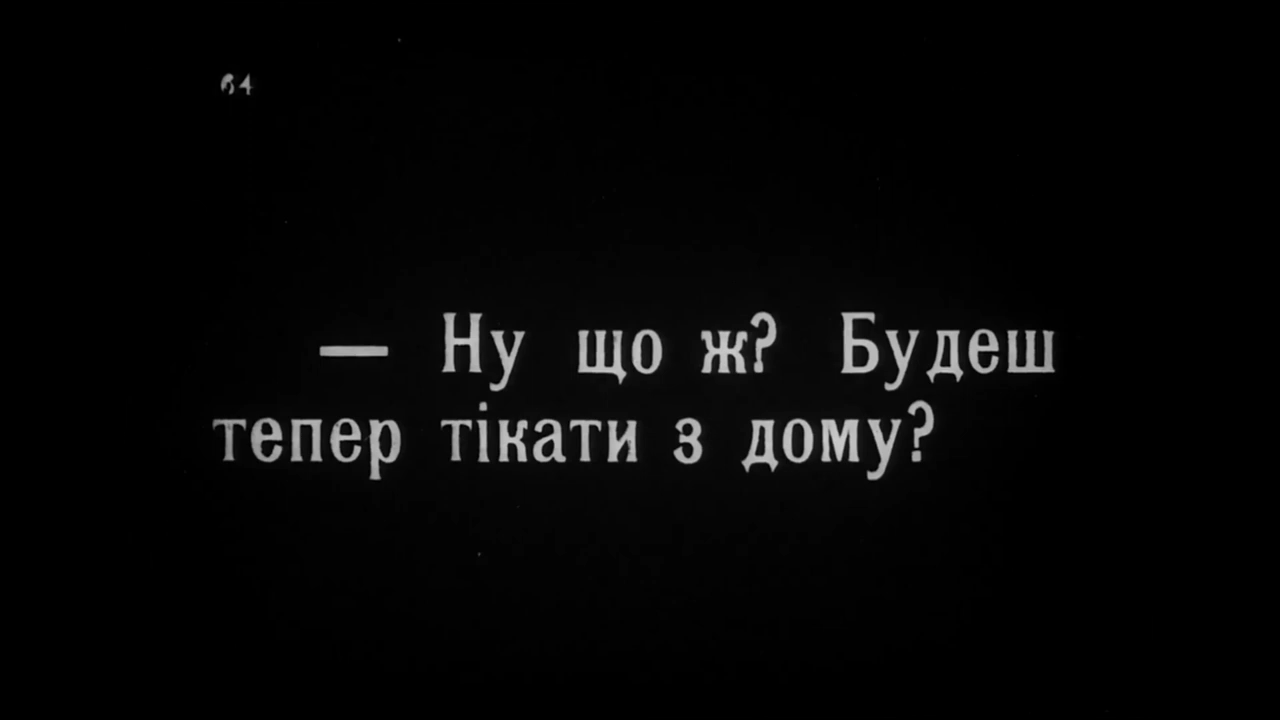 64
— Ну що ж? Будеш
тепер тікати з дому?